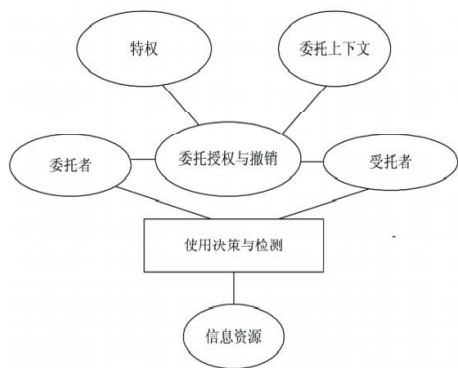 特权
委托上下文
委托者
委托授权与撤销
受托者
使用决策与检测
信息资源